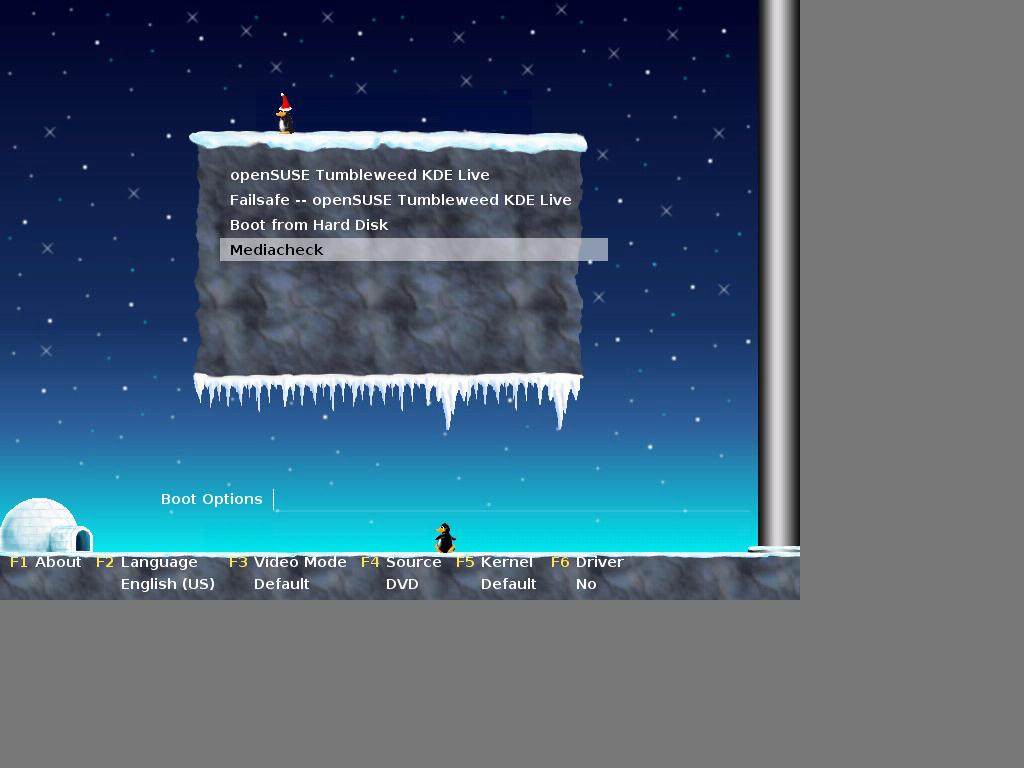 openSUSE Tumbleweed KDE Live
Failsafe -- openSUSE Tumbleweed KDE Live
Boot from Hard Disk
Mediacheck
Boot Options
F1 About F2 Language F3 Video Mode F4 Source F5 Kernel F6 Driver
English (US) Default DVD Default No